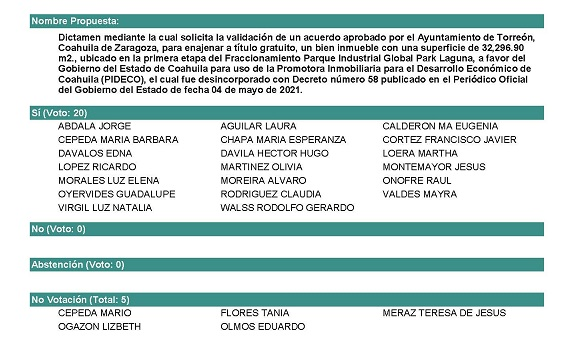 Nombre Propuesta:
Dictamen mediante la cual solicita la validación de un acuerdo aprobado por el Ayuntamiento de Torreón,
Coahuila de Zaragoza, para enajenar a título gratuito, un bien inmueble con una superficie de 32,296.90
m2., ubicado en la primera etapa del Fraccionamiento Parque Industrial Global Park Laguna, a favor del
Gobierno del Estado de Coahuila para uso de la Promotora Inmobiliaria para el Desarrollo Económico de
Coahuila (PIDECO), el cual fue desincorporado con Decreto número 58 publicado en el Periódico Oficial
del Gobierno del Estado de fecha 04 de mayo de 2021.
Sí (Voto: 20)
ABDALA JORGE AGUILAR LAURA CALDERON MA EUGENIA
CEPEDA MARIA BARBARA CHAPA MARIA ESPERANZA CORTEZ FRANCISCO JAVIER
DAVALOS EDNA DAVILA HECTOR HUGO LOERA MARTHA
LOPEZ RICARDO MARTINEZ OLIVIA MONTEMAYOR JESUS
MORALES LUZ ELENA MOREIRA ALVARO ONOFRE RAUL
OYERVIDES GUADALUPE RODRIGUEZ CLAUDIA VALDES MAYRA
VIRGIL LUZ NATALIA WALSS RODOLFO GERARDO
No (Voto: 0)
Abstención (Voto: 0)
No Votación (Total: 5)
CEPEDA MARIO FLORES TANIA MERAZ TERESA DE JESUS
OGAZON LIZBETH OLMOS EDUARDO